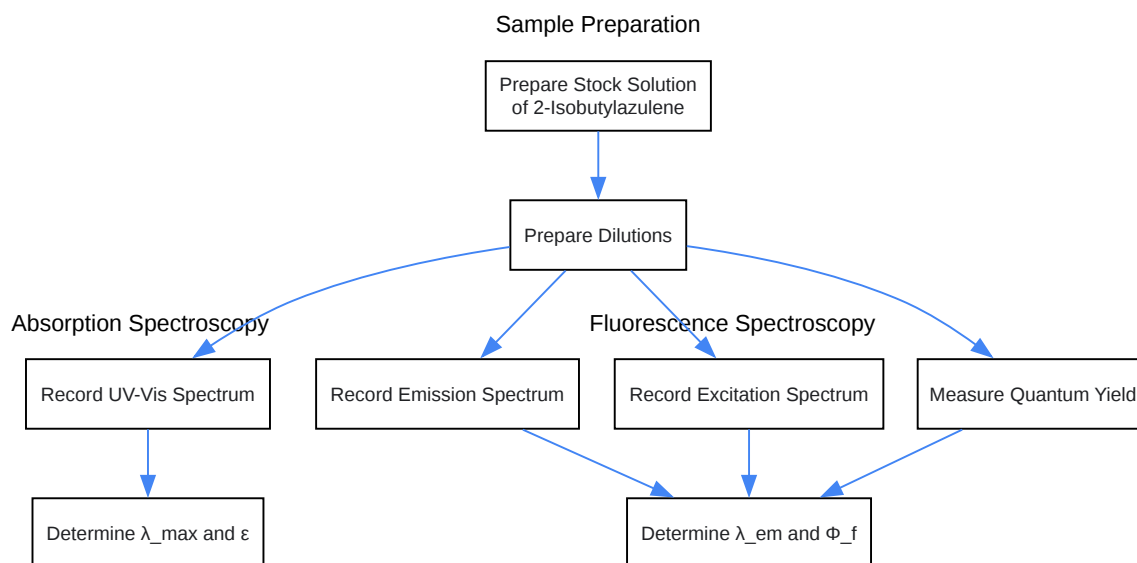 Sample Preparation
Prepare Stock Solution
of 2-Isobutylazulene
Prepare Dilutions
Absorption Spectroscopy
Fluorescence Spectroscopy
Record UV-Vis Spectrum
Record Emission Spectrum
Record Excitation Spectrum
Measure Quantum Yield
Determine λ_max and ε
Determine λ_em and Φ_f